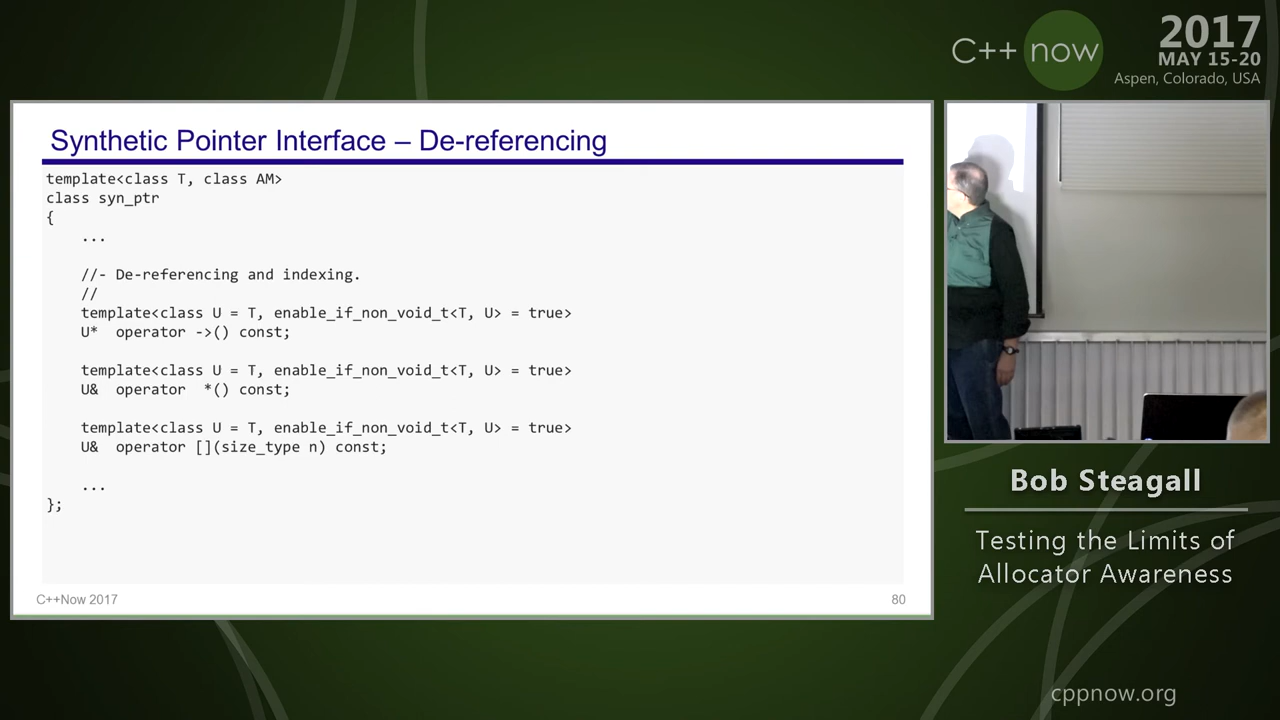 C++ now
2017
MAY 15-20
Aspen, Colorado, USA
Synthetic Pointer Interface – De-referencing
template<class T, class AM>
class syn_ptr
{
    ...
    //- De-referencing and indexing.
    //
    template<class U = T, enable_if_non_void_t<T, U> = true>
    U*  operator ->() const;
    template<class U = T, enable_if_non_void_t<T, U> = true>
    U&  operator  *() const;
    template<class U = T, enable_if_non_void_t<T, U> = true>
    U&  operator [](size_type n) const;
    ...
};
C++Now 2017
80
Bob Steagall
Testing the Limits of
Allocator Awareness
cppnow.org